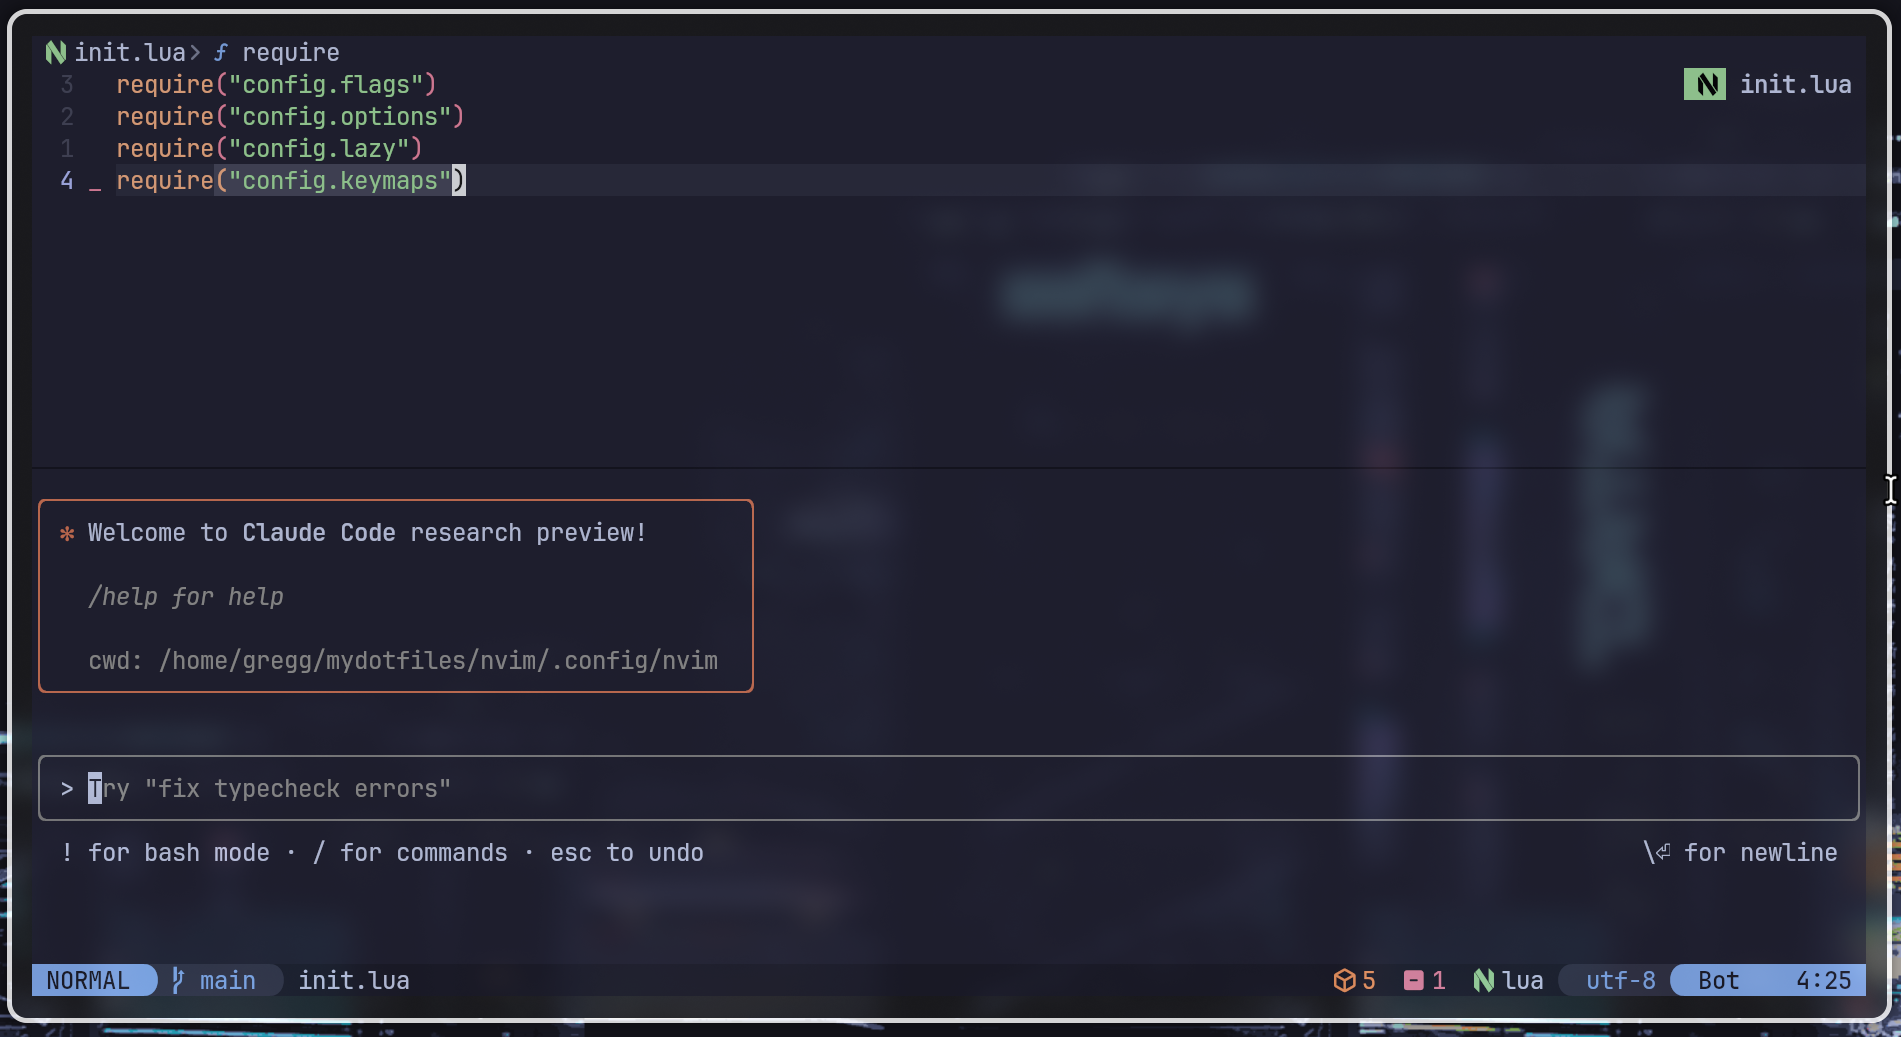 init.lua> ƒ require
3 require("config.flags")
init.lua
2 require("config.options")
1 require("config.lazy")
4 _ require("config.keymaps")
✻ Welcome to Claude Code research preview!
/help for help
cwd: /home/gregg/mydotfiles/nvim/.config/nvim
> Try "fix typecheck errors"
! for bash mode · / for commands · esc to undo
\⏎ for newline
NORMAL main init.lua 5 1 lua utf-8 Bot 4:25